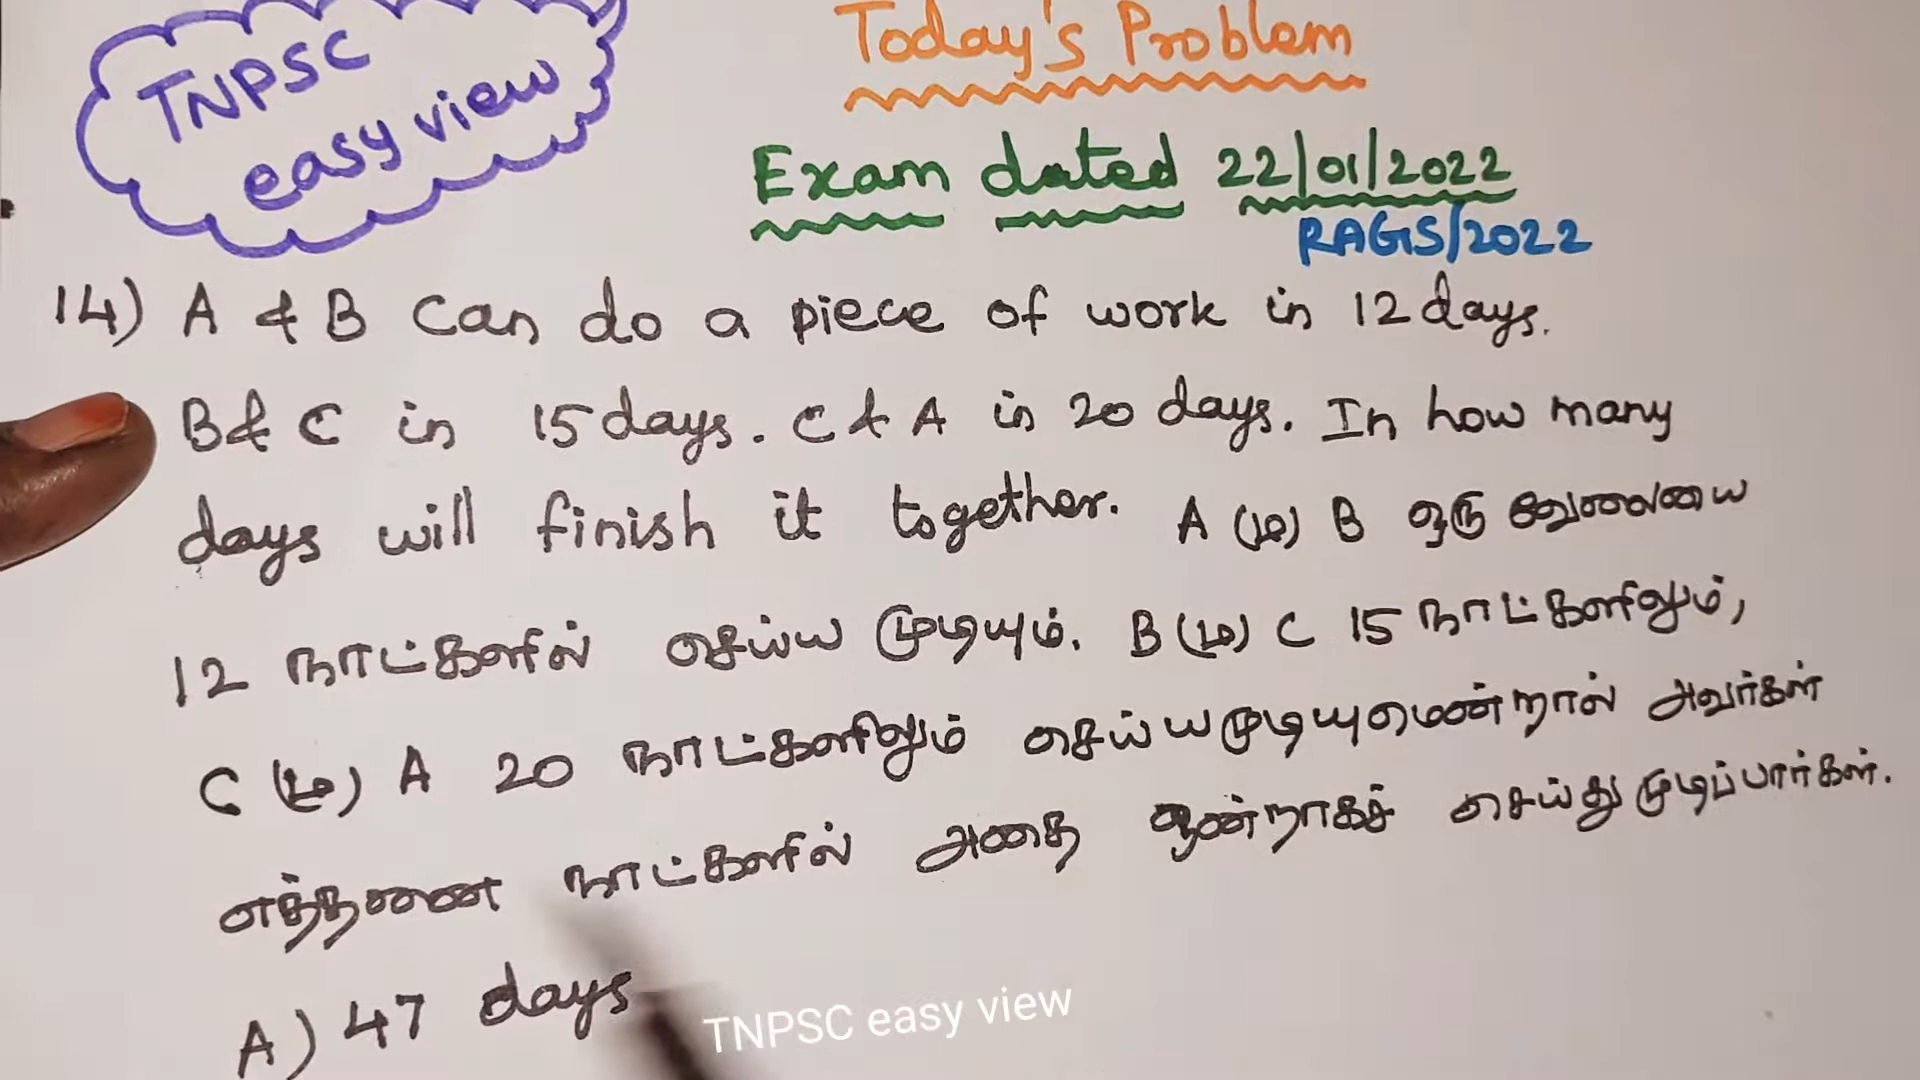 TNPSC
easy view
Today's Problem
Exam dated 22/01/2022
RAGIS/2022
14) A & B Can do a piece of work in 12 days.
B & C in 15 days. C & A in 20 days. In how many
days will finish it together. A (ம) B ஒரு வேலையை
12 நாட்களில் செய்ய முடியும். B (ம) C 15 நாட்களிலும்,
C (ம) A 20 நாட்களிலும் செய்யமுடியுமென்றால் அவர்கள்
எத்தனை நாட்களில் அதை ஒன்றாகச் செய்து முடிப்பார்கள்.
A) 47 days
TNPSC easy view